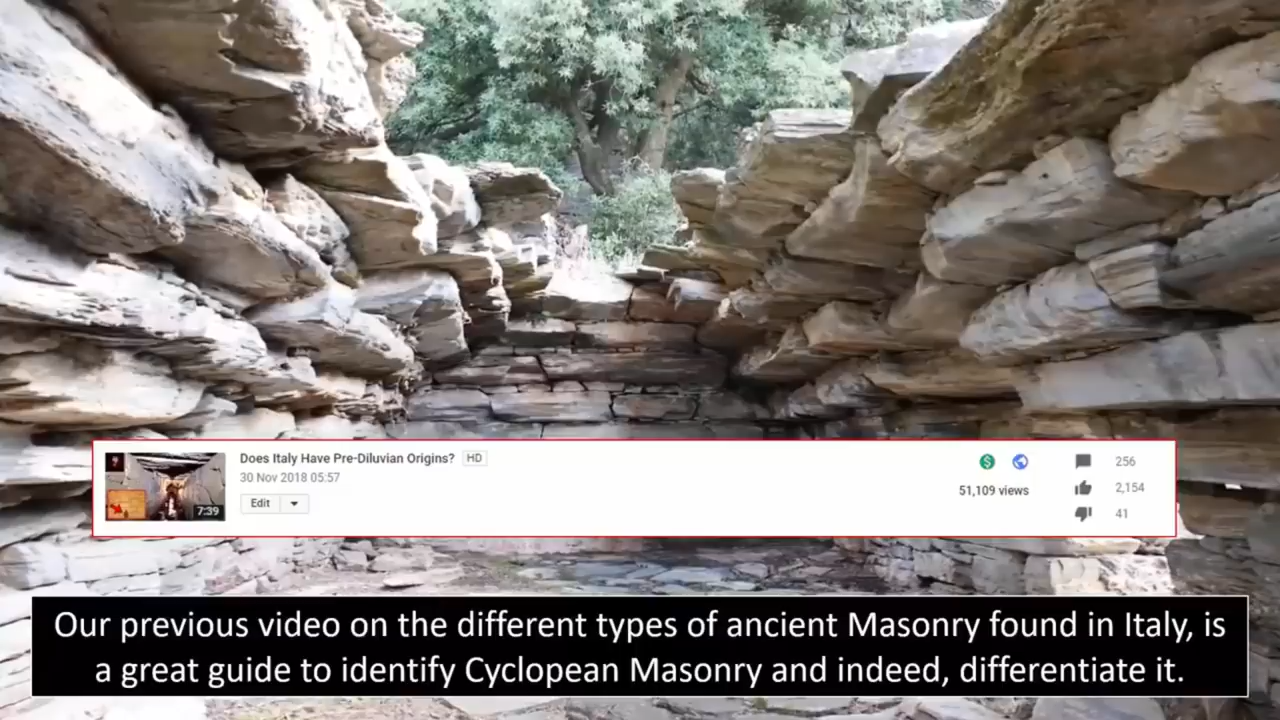 Does Italy Have Pre-Diluvian Origins? HD
30 Nov 2018 05:57
Edit
7:39
$
51,109 views
256
2,154
41
Our previous video on the different types of ancient Masonry found in Italy, is
a great guide to identify Cyclopean Masonry and indeed, differentiate it.